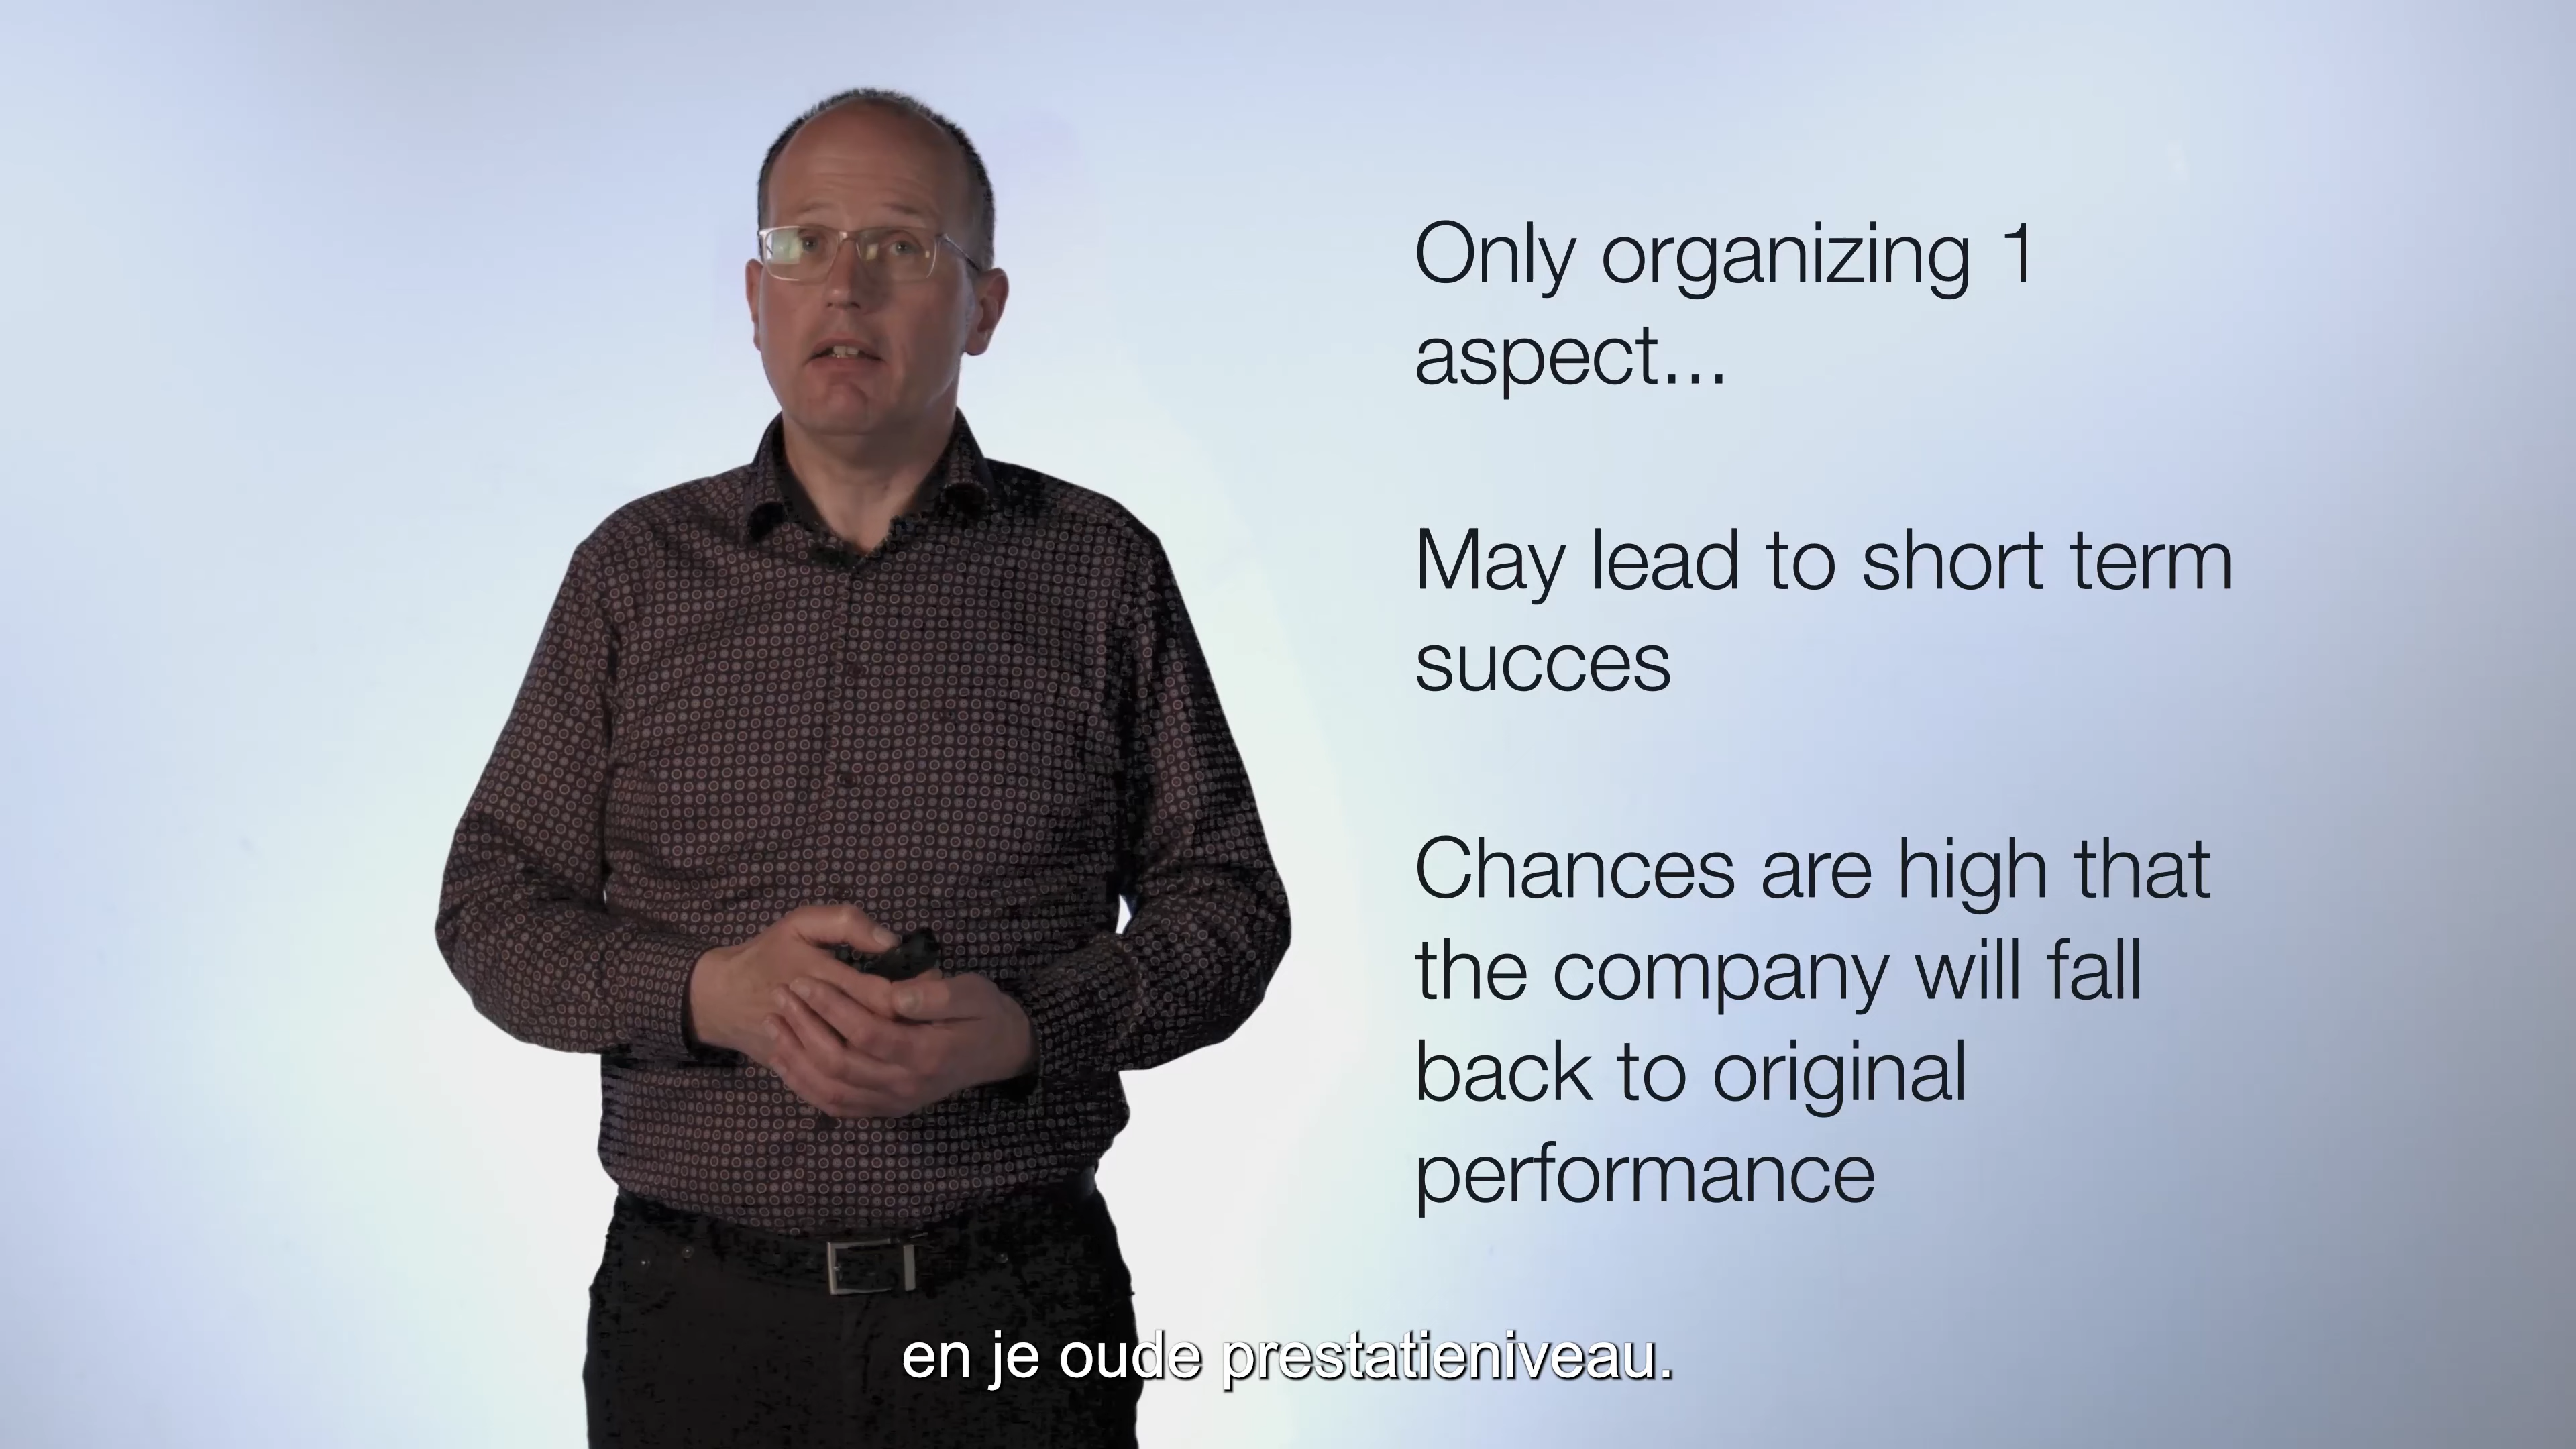 Only organizing 1
aspect...
May lead to short term
succes
Chances are high that
the company will fall
back to original
performance
en je oude prestatieniveau.